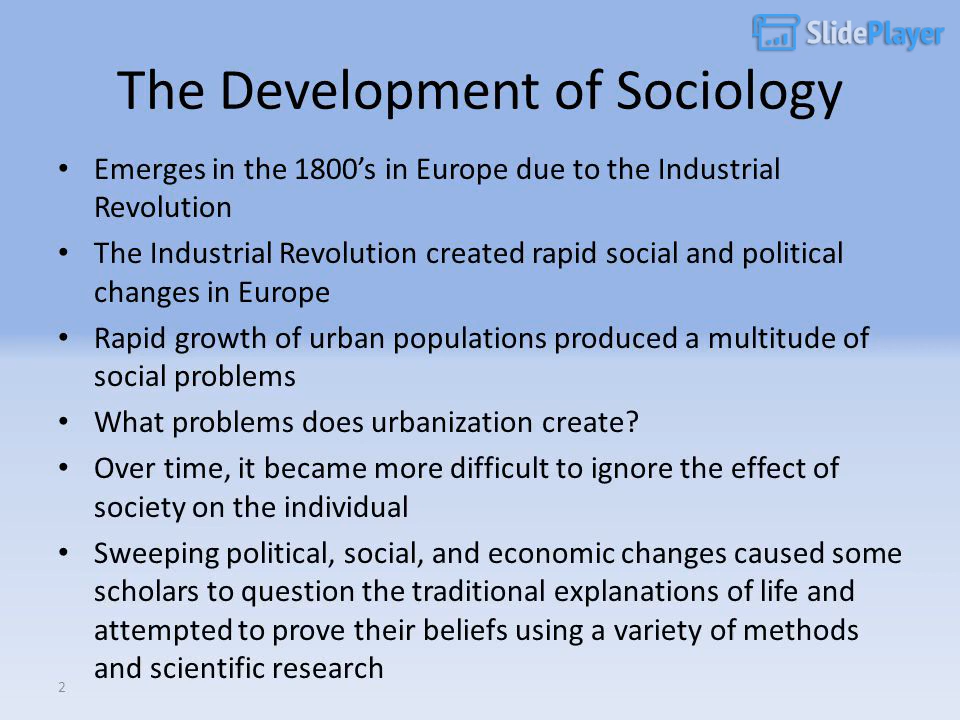 SlidePlayer
The Development of Sociology
• Emerges in the 1800’s in Europe due to the Industrial
Revolution
• The Industrial Revolution created rapid social and political
changes in Europe
• Rapid growth of urban populations produced a multitude of
social problems
• What problems does urbanization create?
• Over time, it became more difficult to ignore the effect of
society on the individual
• Sweeping political, social, and economic changes caused some
scholars to question the traditional explanations of life and
attempted to prove their beliefs using a variety of methods
and scientific research
2